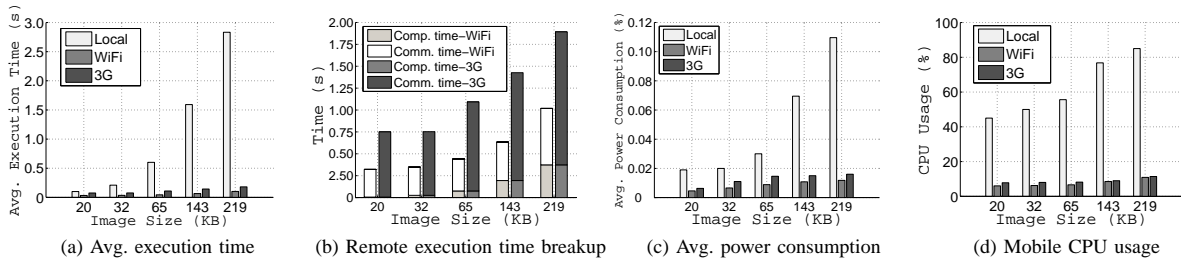 Avg. Execution Time (s)
3.0
2.5
2.0
1.5
1.0
0.5
0
Local
WiFi
3G
20 32 65 143 219
Image Size (KB)
(a) Avg. execution time
Time (s)
2.00
1.75
1.50
1.25
1.00
0.75
0.50
0.25
0.00
Comp. time–WiFi
Comm. time–WiFi
Comp. time–3G
Comm. time–3G
20 32 65 143 219
Image Size (KB)
(b) Remote execution time breakup
Avg. Power Consumption (%)
0.12
0.10
0.08
0.06
0.04
0.02
0.00
Local
WiFi
3G
20 32 65 143 219
Image Size (KB)
(c) Avg. power consumption
CPU Usage (%)
100
80
60
40
20
0
Local
WiFi
3G
20 32 65 143 219
Image Size (KB)
(d) Mobile CPU usage